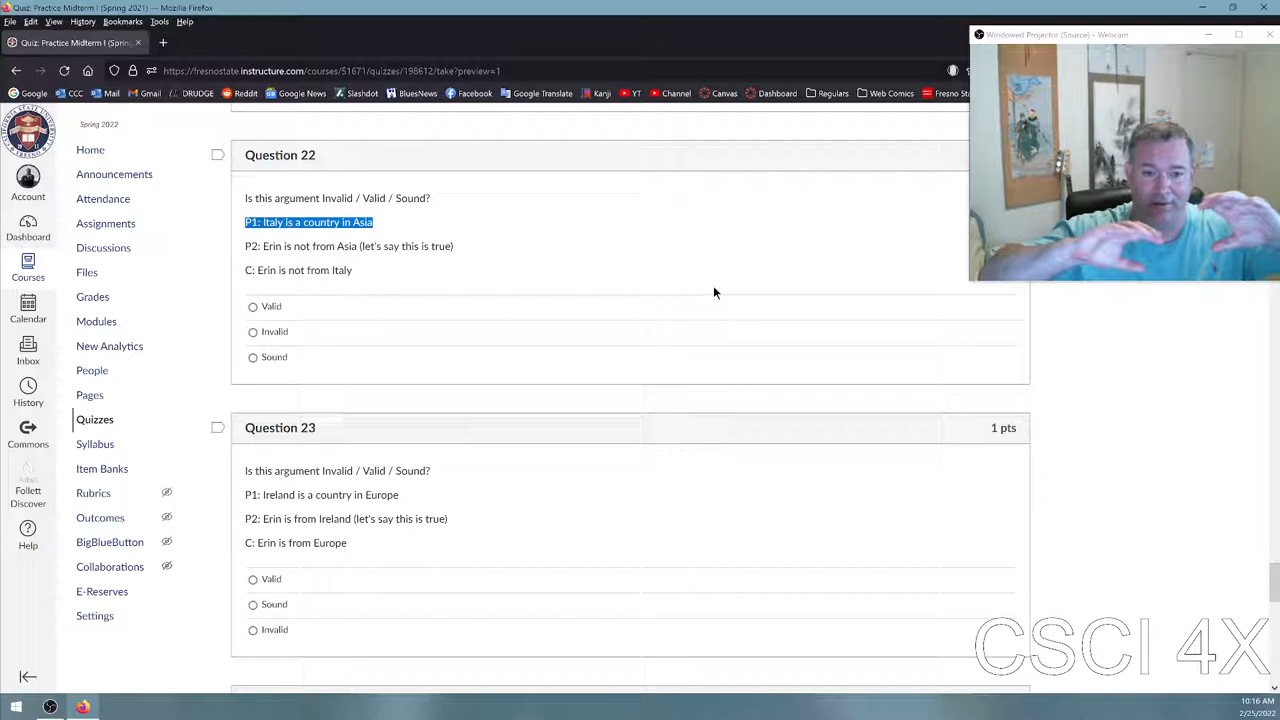 Quiz: Practice Midterm I (Spring 2021) — Mozilla Firefox
File Edit View History Bookmarks Tools Help
Quiz: Practice Midterm I (Spring
Windowed Projector (Source) - Webcam
https://fresnostate.instructure.com/courses/51671/quizzes/198612/take?preview=1
Google CCC Mail Gmail DRUDGE Reddit Google News Slashdot BluesNews Facebook Google Translate Kanji YT Channel Canvas Dashboard Regulars Web Comics Fresno Sta
Spring 2022
Home
Announcements
Attendance
Assignments
Discussions
Files
Grades
Modules
New Analytics
People
Pages
Quizzes
Syllabus
Item Banks
Rubrics
Outcomes
BigBlueButton
Collaborations
E-Reserves
Settings
Account
Dashboard
Courses
Calendar
Inbox
History
Commons
Follett
Discover
Help
Question 22
Is this argument Invalid / Valid / Sound?
P1: Italy is a country in Asia
P2: Erin is not from Asia (let's say this is true)
C: Erin is not from Italy
Valid
Invalid
Sound
Question 23
1 pts
Is this argument Invalid / Valid / Sound?
P1: Ireland is a country in Europe
P2: Erin is from Ireland (let's say this is true)
C: Erin is from Europe
Valid
Sound
Invalid
CSCI 4X
10:16 AM
2/25/2022